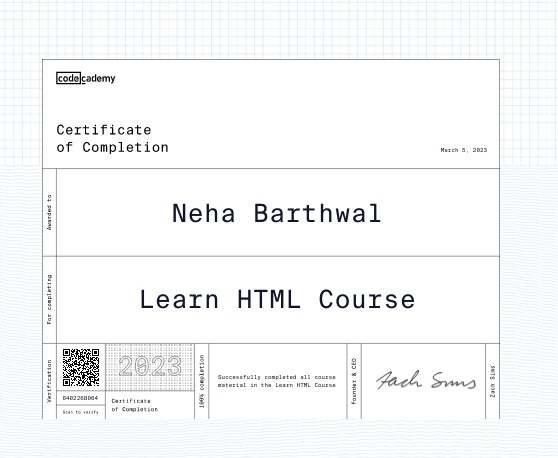 codecademy
Certificate
of Completion
March 5, 2023
Awarded to
Neha Barthwal
For completing
Learn HTML Course
Verification
6402268064
Scan to verify
2023
Certificate
of Completion
100% completion
Successfully completed all course
material in the Learn HTML Course
Founder & CEO
Zach Sims
Zach Sims